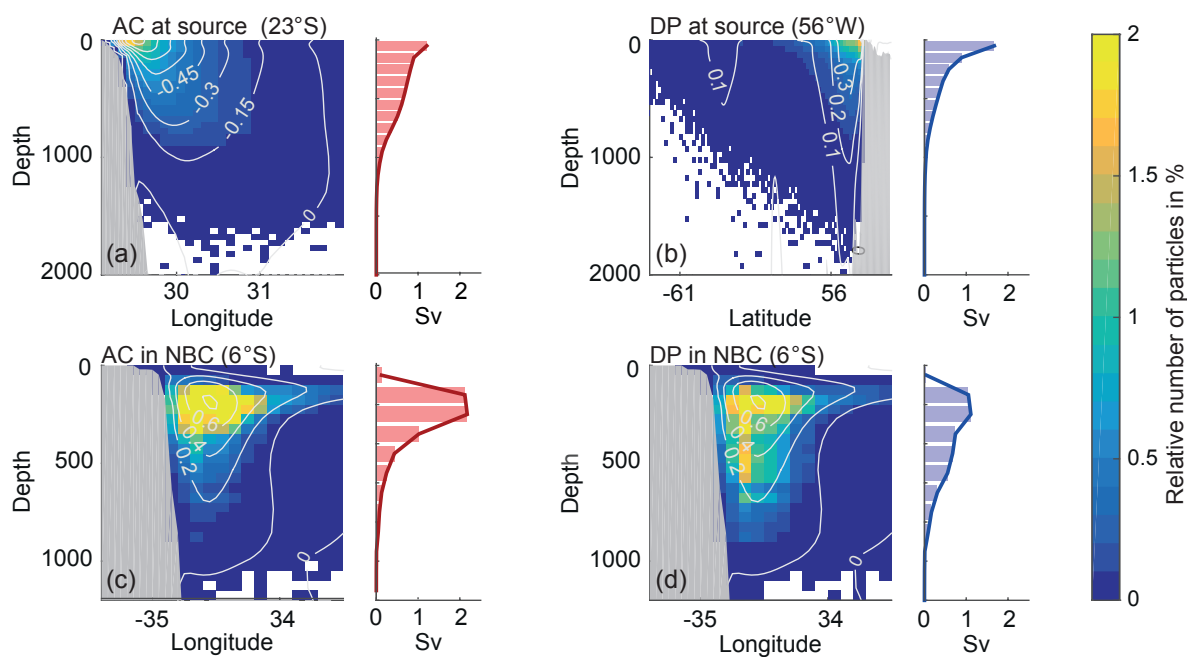 AC at source (23°S)
DP at source (56°W)
0
1000
2000
Depth
-0.45
-0.3
-0.15
0
(a)
30
31
Longitude
0
1
2
Sv
0
1000
2000
Depth
0.1
0.3
0.2
0.1
0
(b)
-61
56
Latitude
0
1
2
Sv
AC in NBC (6°S)
DP in NBC (6°S)
0
500
1000
Depth
0
0.6
0.4
0.2
0
(c)
-35
34
Longitude
0
1
2
Sv
0
500
1000
Depth
0
0.6
0.4
0.2
0
(d)
-35
34
Longitude
0
1
2
Sv
2
1.5
1
0.5
0
Relative number of particles in %